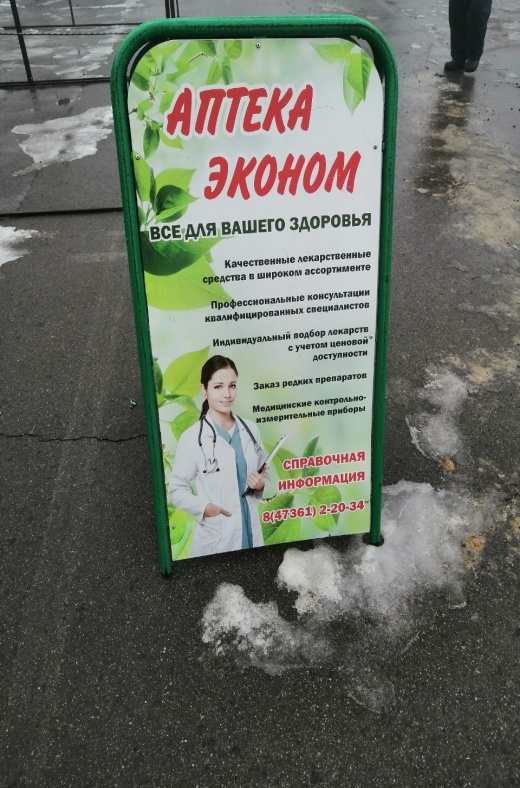 АПТЕКА
ЭКОНОМ
ВСЕ ДЛЯ ВАШЕГО ЗДОРОВЬЯ
Качественные лекарственные
средства в широком ассортименте
Профессиональные консультации
квалифицированных специалистов
Индивидуальный подбор лекарств
с учетом ценовой
доступности
Заказ редких препаратов
Медицинские контрольно-
измерительные приборы
СПРАВОЧНАЯ
ИНФОРМАЦИЯ
8(47361) 2-20-34